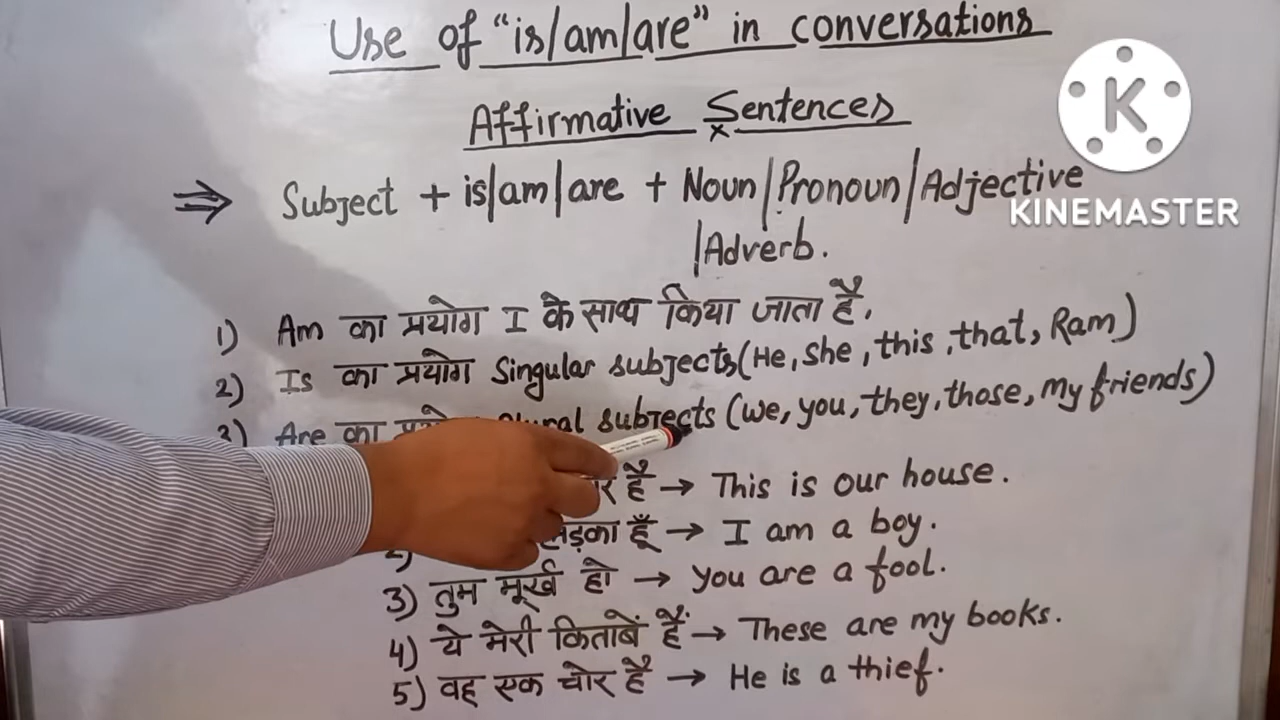 Use of "is/am/are" in conversations
Affirmative Sentences
⇒ Subject + is/am/are + Noun/Pronoun/Adjective
/Adverb.
K
KINEMASTER
1) Am का प्रयोग I के साथ किया जाता है.
2) Is का प्रयोग Singular subjects (He, she, this, that, Ram)
3) Are का subjects (we, you, they, those, my friends)
है → This is our house.
हूँ → I am a boy.
3) तुम मूर्ख हो → You are a fool.
4) ये मेरी किताबें हैं → These are my books.
5) वह एक चोर है → He is a thief.